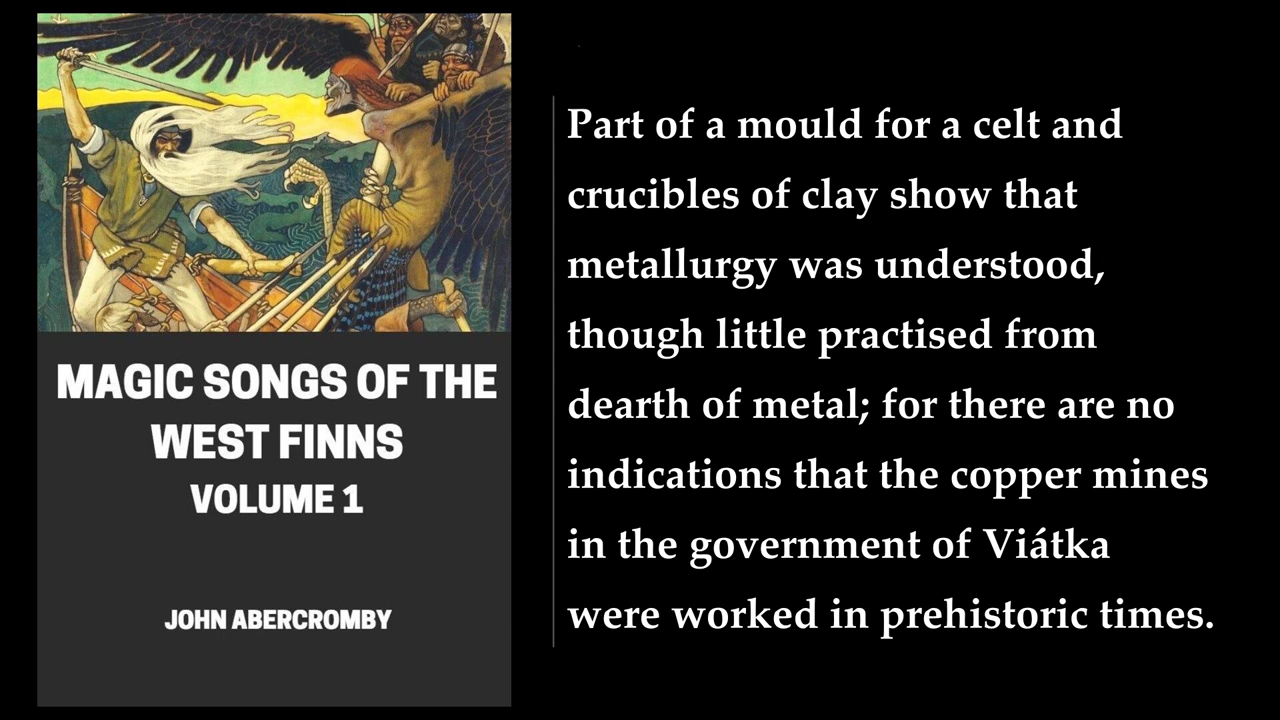 MAGIC SONGS OF THE
WEST FINNS
VOLUME 1
JOHN ABERCROMBY
Part of a mould for a celt and
crucibles of clay show that
metallurgy was understood,
though little practised from
dearth of metal; for there are no
indications that the copper mines
in the government of Viátka
were worked in prehistoric times.